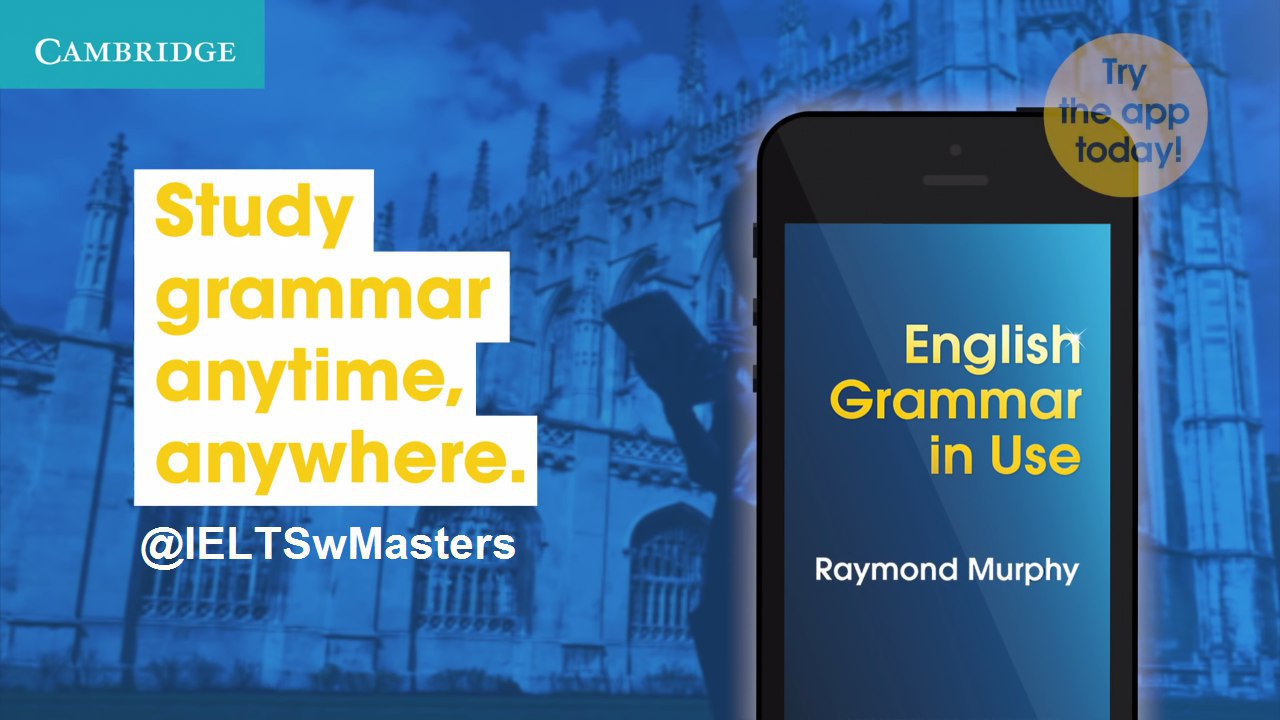 CAMBRIDGE
Try
the app
today!
Study
grammar
anytime,
anywhere.
@IELTSwMasters
English
Grammar
in Use
Raymond Murphy